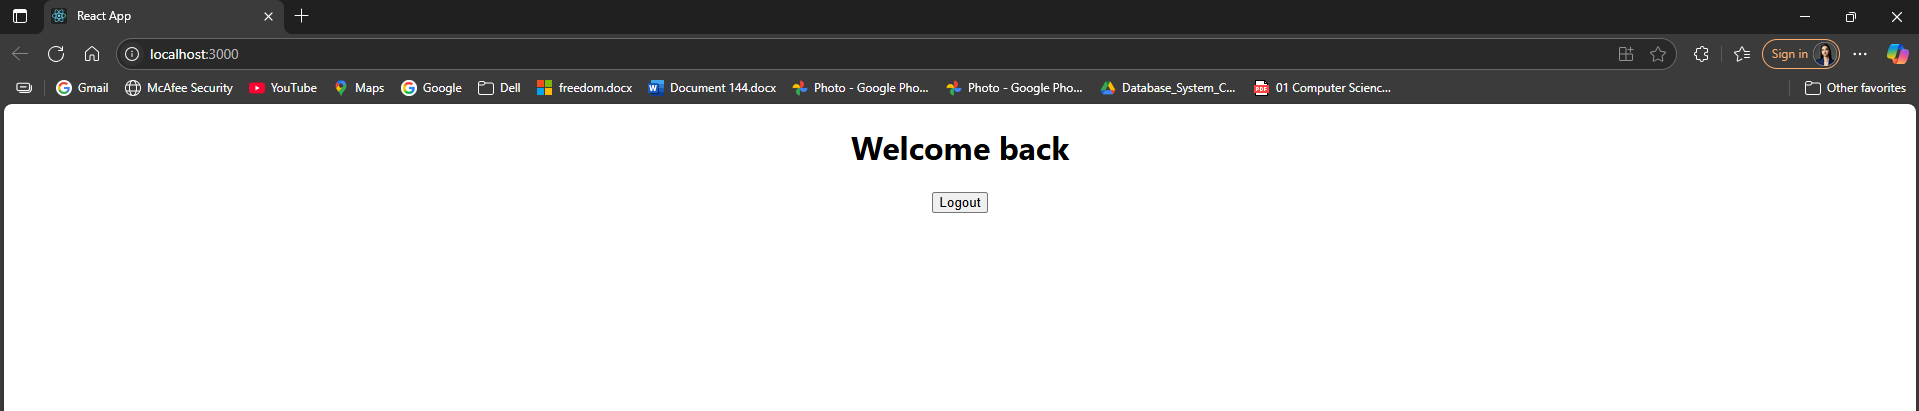 React App
localhost:3000
Sign in
Gmail McAfee Security YouTube Maps Google Dell freedom.docx Document 144.docx Photo - Google Pho... Photo - Google Pho... Database_System_C... 01 Computer Scienc... Other favorites
Welcome back
Logout